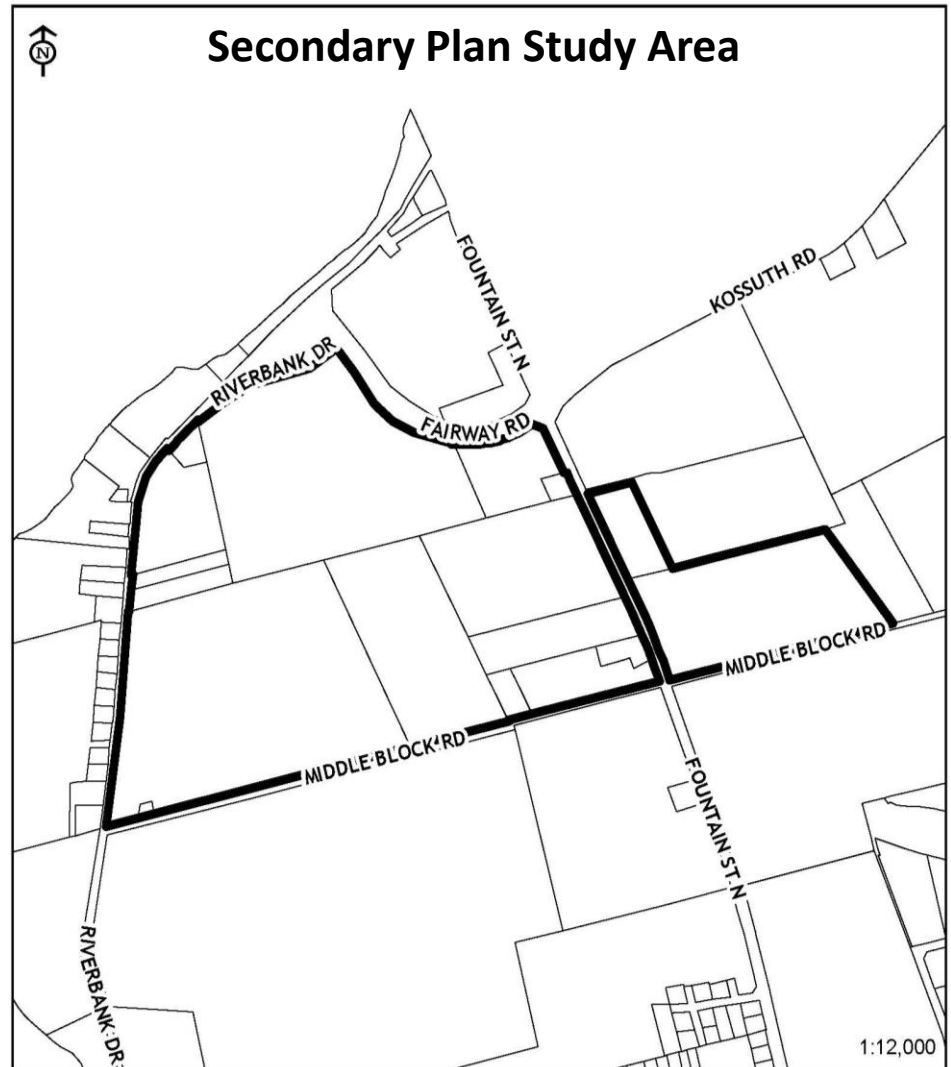 N
Secondary Plan Study Area
FOUNTAIN ST. N
KOSSUTH RD
RIVERBANK DR
FAIRWAY RD
MIDDLE BLOCK RD
MIDDLE BLOCK RD
FOUNTAIN ST. N
RIVERBANK DR
1:12,000